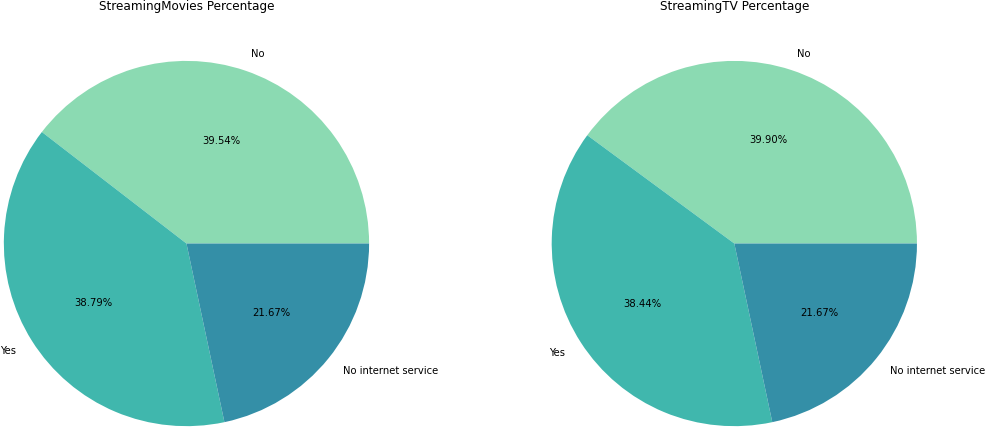 StreamingMovies Percentage
No
39.54%
38.79%
21.67%
Yes
No internet service
StreamingTV Percentage
No
39.90%
38.44%
21.67%
Yes
No internet service